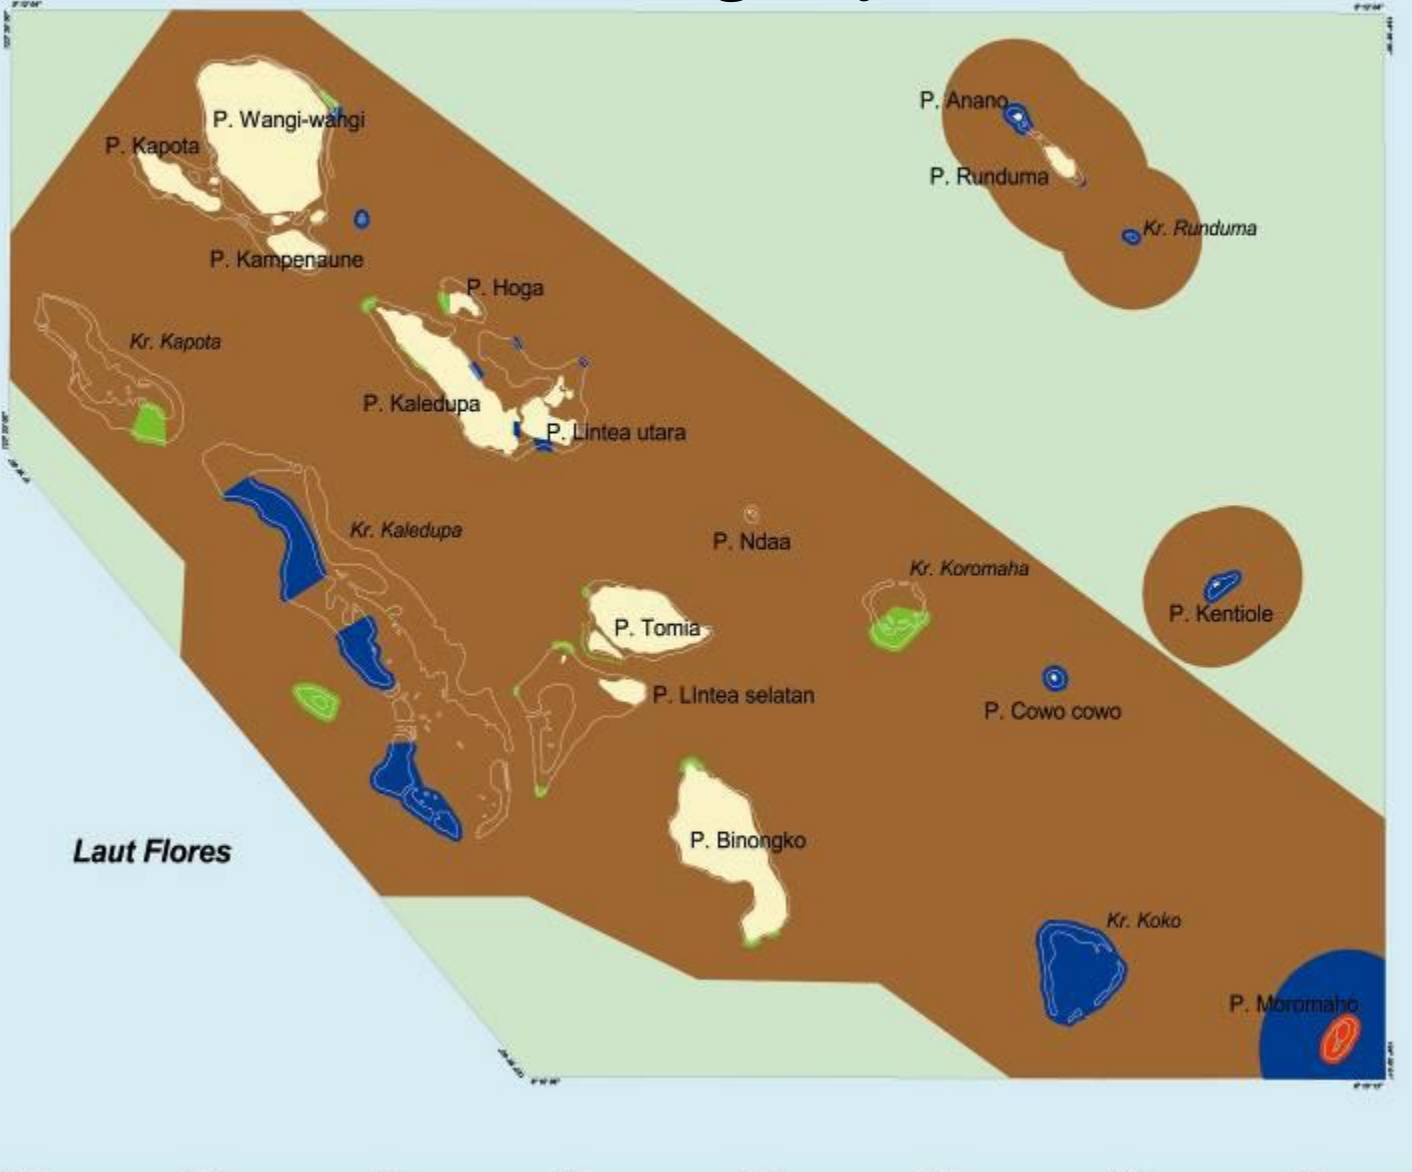 P. Anano
P. Wangi-wangi
P. Kapota
P. Runduma
Kr. Runduma
P. Kampenaune
P. Hoga
Kr. Kapota
P. Kaledupa
P. Lintea utara
Kr. Kaledupa
P. Ndaa
Kr. Koromaha
P. Kentiole
P. Tomia
P. LIntea selatan
P. Cowo cowo
P. Binongko
Laut Flores
Kr. Koko
P. Moromaho